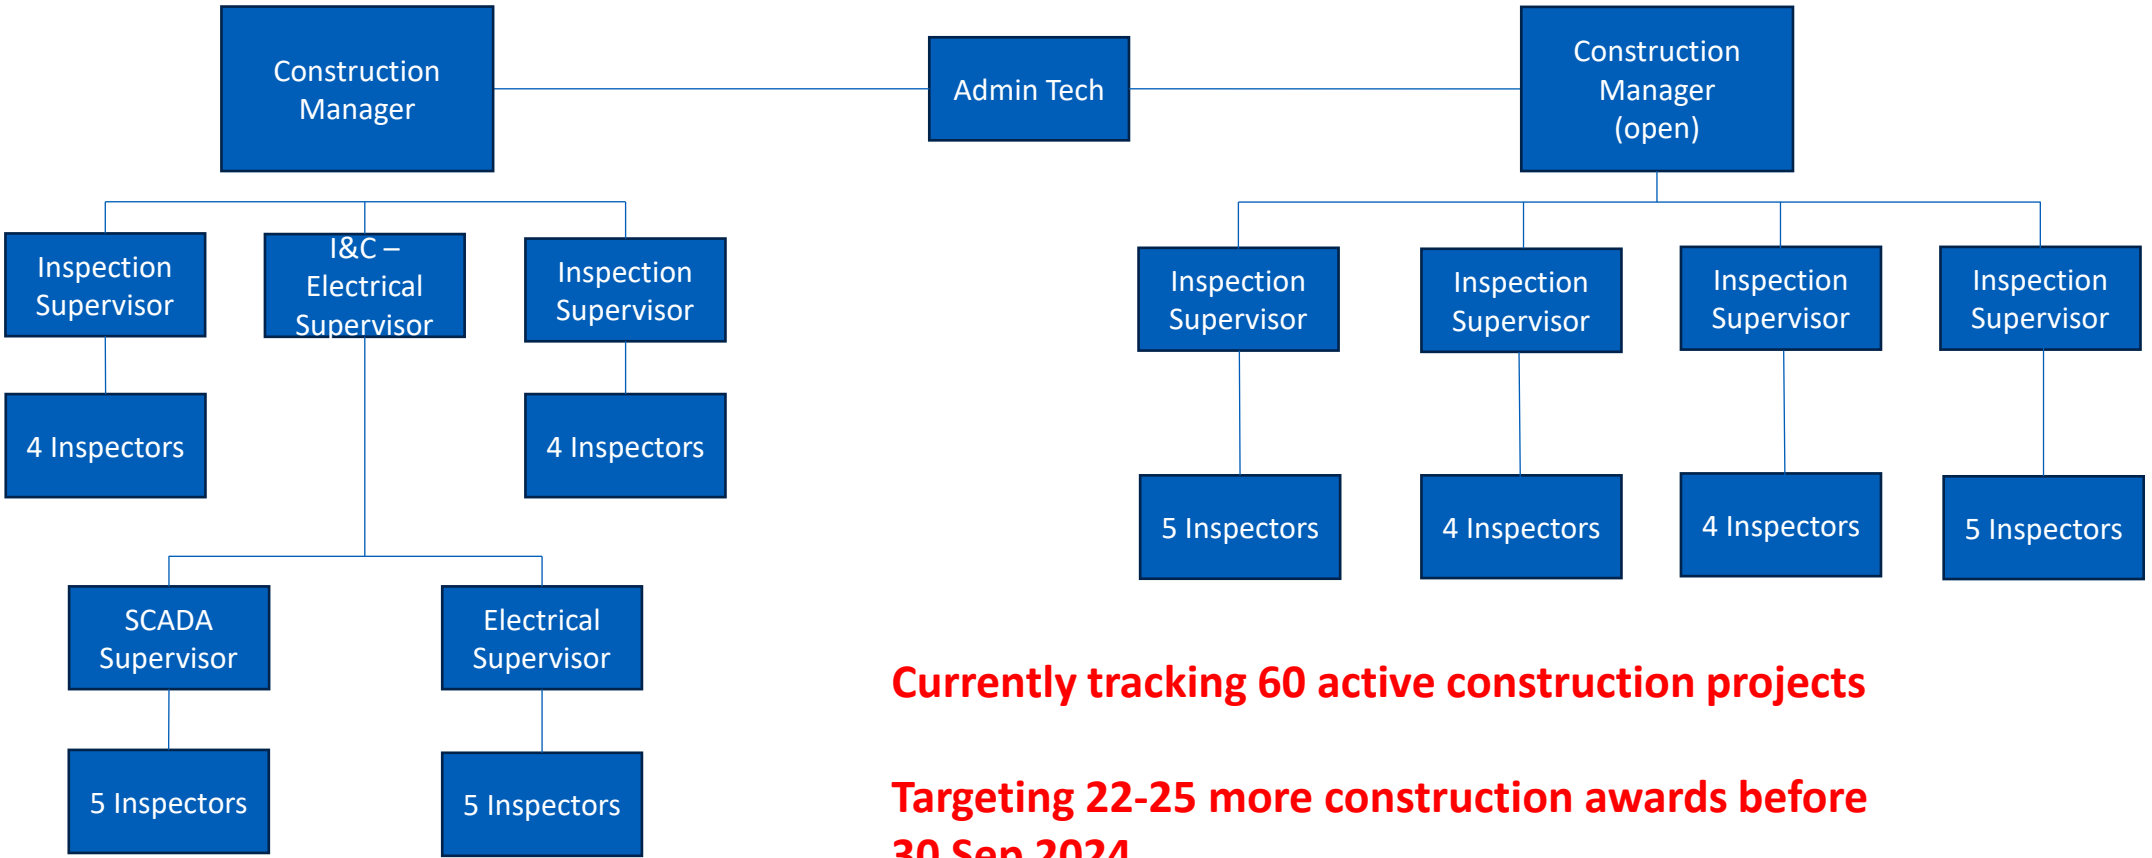 Construction
Manager
Admin Tech
Construction
Manager
(open)
Inspection
Supervisor
I&C –
Electrical
Supervisor
Inspection
Supervisor
Inspection
Supervisor
Inspection
Supervisor
Inspection
Supervisor
Inspection
Supervisor
4 Inspectors
4 Inspectors
5 Inspectors
4 Inspectors
4 Inspectors
5 Inspectors
SCADA
Supervisor
Electrical
Supervisor
5 Inspectors
5 Inspectors
Currently tracking 60 active construction projects
Targeting 22-25 more construction awards before
30 Sep 2024